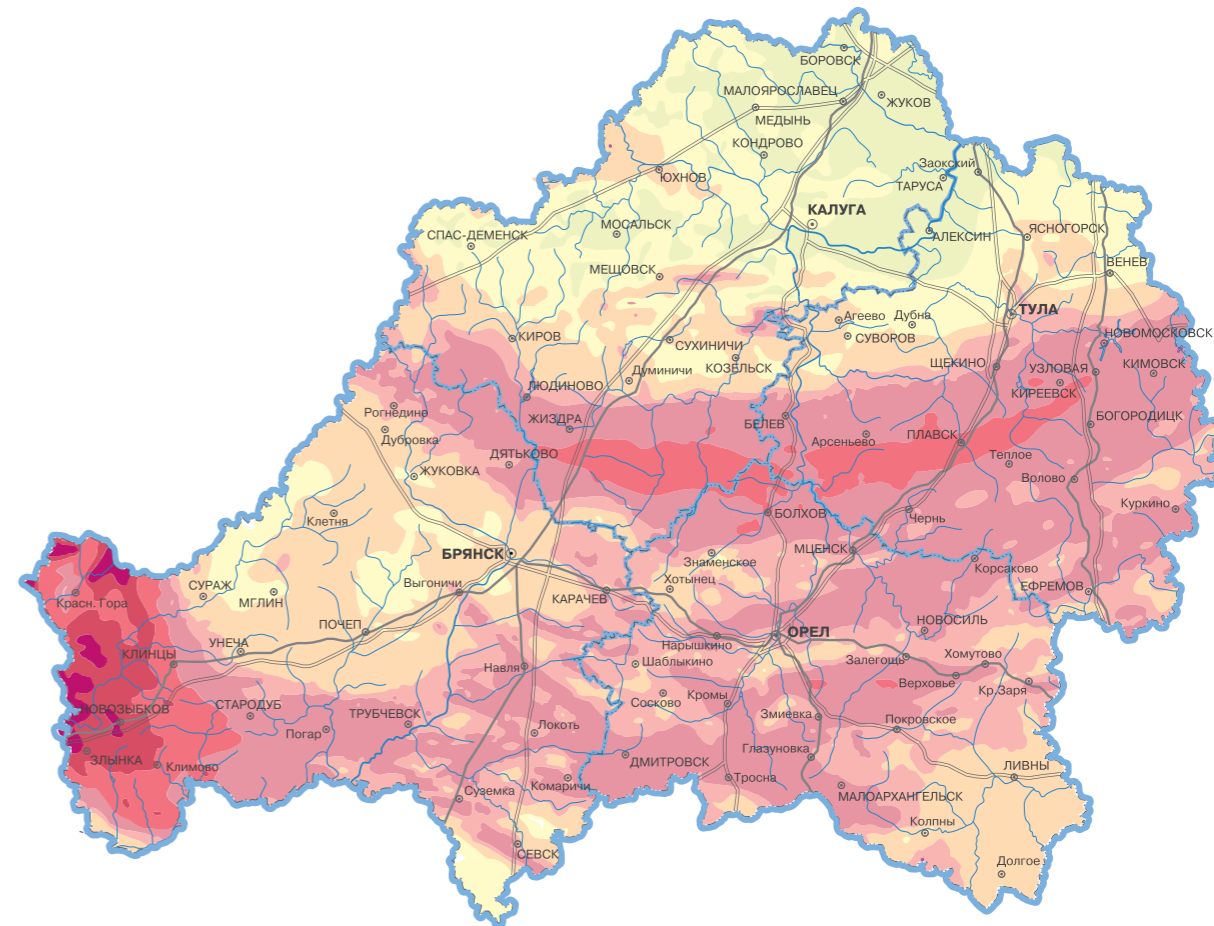 БОРОВСК
МАЛОЯРОСЛАВЕЦ
ЖУКОВ
МЕДЫНЬ
КОНДРОВО
Заокский
ЮХНОВ
ТАРУСА
КАЛУГА
МОСАЛЬСК
СПАС-ДЕМЕНСК
АЛЕКСИН
ЯСНОГОРСК
МЕЩОВСК
ВЕНЕВ
ТУЛА
Агеево
Дубна
КИРОВ
СУХИНИЧИ
СУВОРОВ
НОВОМОСКОВСК
КОЗЕЛЬСК
ЩЕКИНО
УЗЛОВАЯ
КИМОВСК
Думиничи
ЛЮДИНОВО
КИРЕЕВСК
Рогнедино
ЖИЗДРА
БЕЛЕВ
БОГОРОДИЦК
Дубровка
Арсеньево
ПЛАВСК
ДЯТЬКОВО
Теплое
ЖУКОВКА
Волово
Куркино
Клетня
БОЛХОВ
Чернь
БРЯНСК
МЦЕНСК
Знаменское
Корсаково
Хотынец
СУРАЖ
Выгоничи
ЕФРЕМОВ
Красн. Гора
МГЛИН
КАРАЧЕВ
ПОЧЕП
НОВОСИЛЬ
ОРЕЛ
УНЕЧА
Нарышкино
КЛИНЦЫ
Хомутово
Залегощь
Навля
Шаблыкино
Верховье
Кр.Заря
Кромы
НОВОЗЫБКОВ
СТАРОДУБ
Сосково
ТРУБЧЕВСК
Змиевка
Покровское
Локоть
Погар
Глазуновка
ЗЛЫНКА
ДМИТРОВСК
Климово
ЛИВНЫ
Тросна
Комаричи
Суземка
МАЛОАРХАНГЕЛЬСК
Колпны
СЕВСК
Долгое